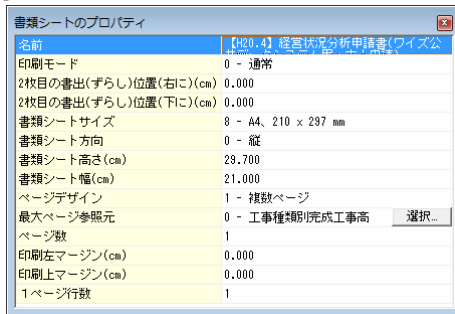 書類シートのプロパティ
名前 【H20.4】経営状況分析申請書(ワイズ公
印刷モード 0 - 通常
2枚目の書出(ずらし)位置(右に)(cm) 0.000
2枚目の書出(ずらし)位置(下に)(cm) 0.000
書類シートサイズ 8 - A4、210 x 297 mm
書類シート方向 0 - 縦
書類シート高さ(cm) 29.700
書類シート幅(cm) 21.000
ページデザイン 1 - 複数ページ
最大ページ参照元 0 - 工事種類別完成工事高 選択...
ページ数 1
印刷左マージン(cm) 0.000
印刷上マージン(cm) 0.000
1ページ行数 1